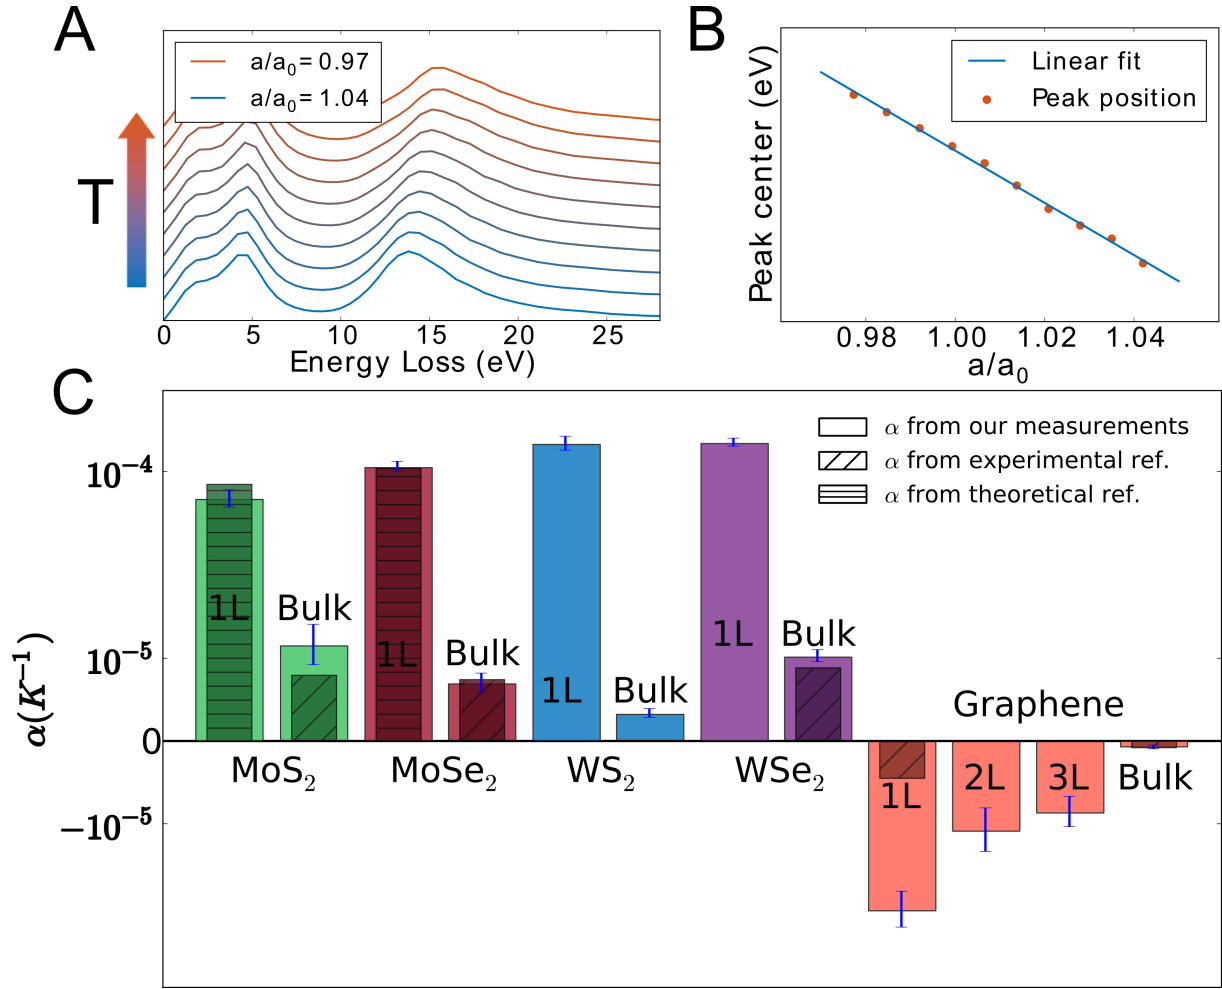 A
a/a₀ = 0.97
a/a₀ = 1.04
T
0 5 10 15 20 25
Energy Loss (eV)
B
Peak center (eV)
Linear fit
Peak position
0.98 1.00 1.02 1.04
a/a₀
C
α(K⁻¹)
10⁻⁴
10⁻⁵
0
−10⁻⁵
α from our measurements
α from experimental ref.
α from theoretical ref.
1L Bulk
1L Bulk
1L Bulk
1L Bulk
MoS₂ MoSe₂ WS₂ WSe₂
Graphene
1L 2L 3L Bulk